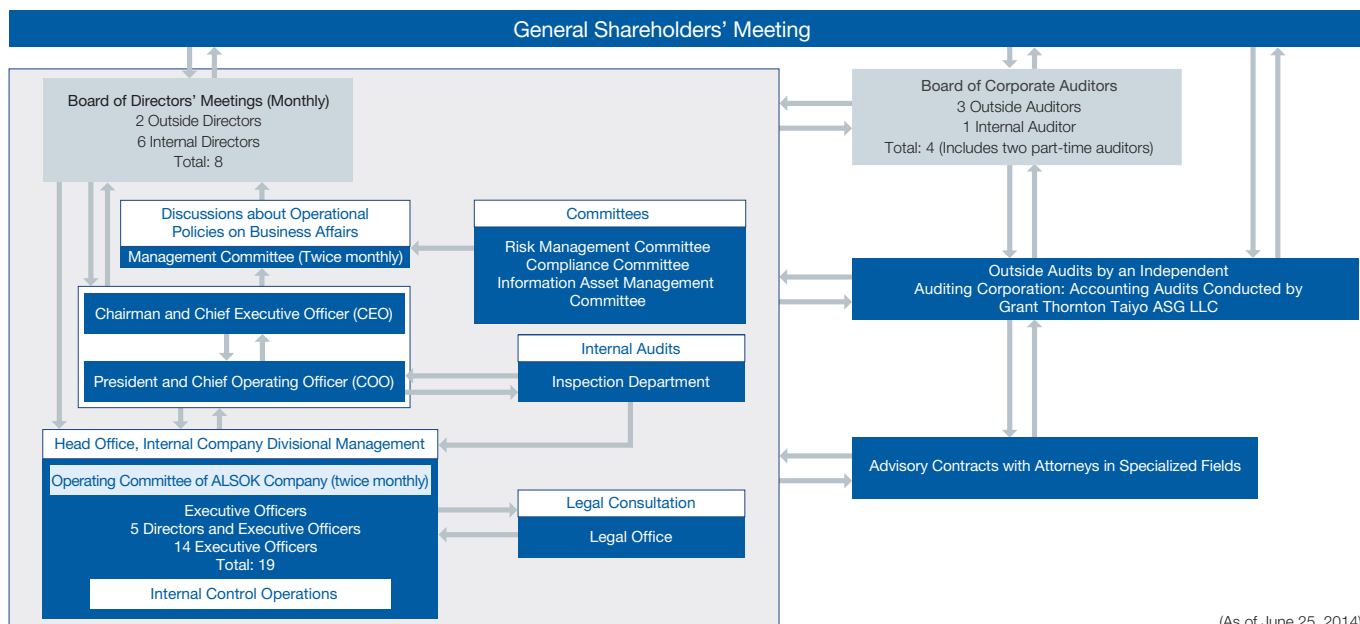 General Shareholders' Meeting
Board of Directors' Meetings (Monthly)
2 Outside Directors
6 Internal Directors
Total: 8
Board of Corporate Auditors
3 Outside Auditors
1 Internal Auditor
Total: 4 (Includes two part-time auditors)
Discussions about Operational
Policies on Business Affairs
Management Committee (Twice monthly)
Committees
Risk Management Committee
Compliance Committee
Information Asset Management
Committee
Outside Audits by an Independent
Auditing Corporation: Accounting Audits Conducted by
Grant Thornton Taiyo ASG LLC
Chairman and Chief Executive Officer (CEO)
President and Chief Operating Officer (COO)
Internal Audits
Inspection Department
Head Office, Internal Company Divisional Management
Operating Committee of ALSOK Company (twice monthly)
Executive Officers
5 Directors and Executive Officers
14 Executive Officers
Total: 19
Internal Control Operations
Legal Consultation
Legal Office
Advisory Contracts with Attorneys in Specialized Fields
(As of June 25, 2014)